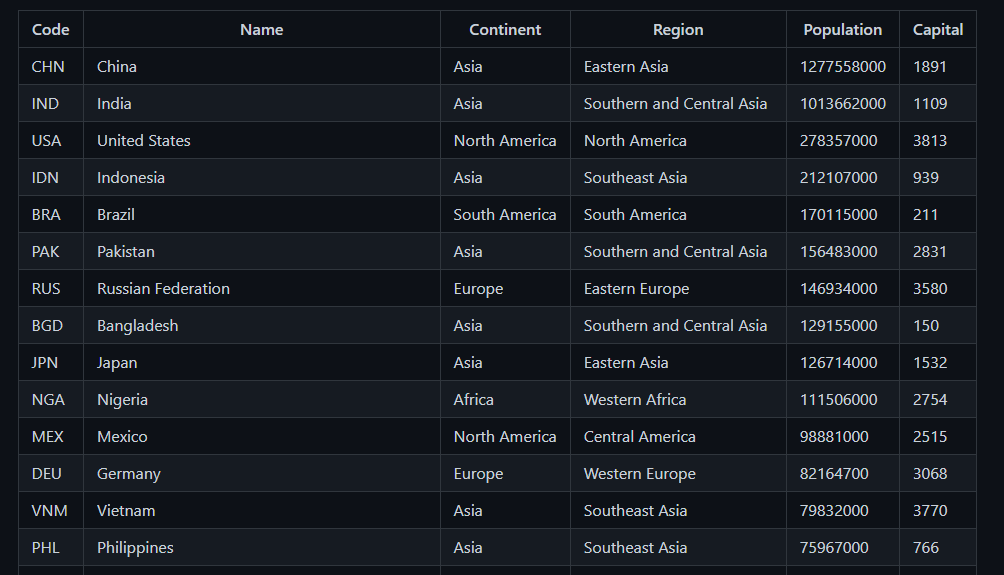 Code Name Continent Region Population Capital
CHN China Asia Eastern Asia 1277558000 1891
IND India Asia Southern and Central Asia 1013662000 1109
USA United States North America North America 278357000 3813
IDN Indonesia Asia Southeast Asia 212107000 939
BRA Brazil South America South America 170115000 211
PAK Pakistan Asia Southern and Central Asia 156483000 2831
RUS Russian Federation Europe Eastern Europe 146934000 3580
BGD Bangladesh Asia Southern and Central Asia 129155000 150
JPN Japan Asia Eastern Asia 126714000 1532
NGA Nigeria Africa Western Africa 111506000 2754
MEX Mexico North America Central America 98881000 2515
DEU Germany Europe Western Europe 82164700 3068
VNM Vietnam Asia Southeast Asia 79832000 3770
PHL Philippines Asia Southeast Asia 75967000 766